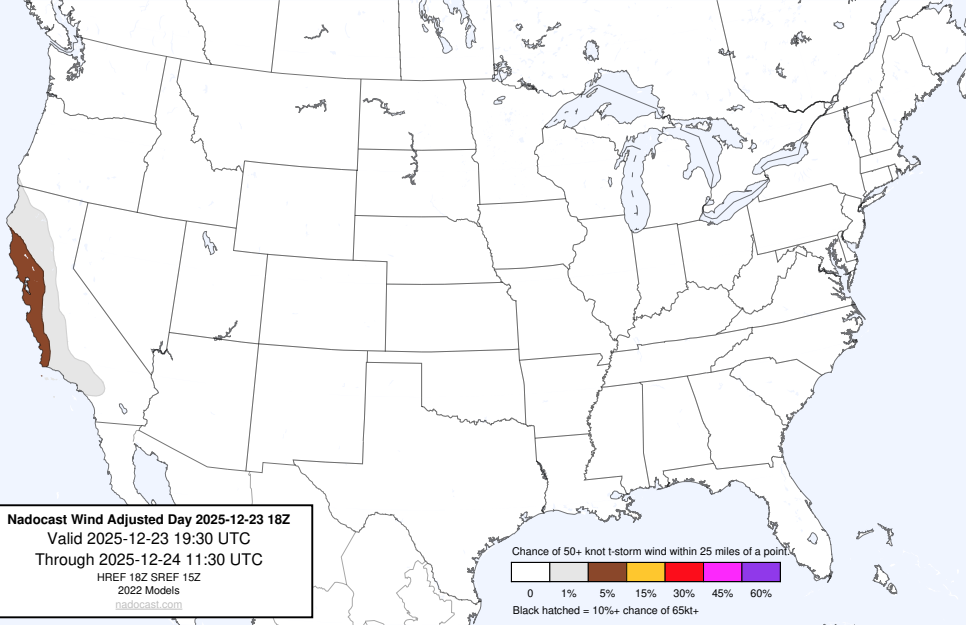 Nadocast Wind Adjusted Day 2025-12-23 18Z
Valid 2025-12-23 19:30 UTC
Through 2025-12-24 11:30 UTC
HREF 18Z SREF 15Z
2022 Models
nadocast.com
Chance of 50+ knot t-storm wind within 25 miles of a point.
0 1% 5% 15% 30% 45% 60%
Black hatched = 10%+ chance of 65kt+